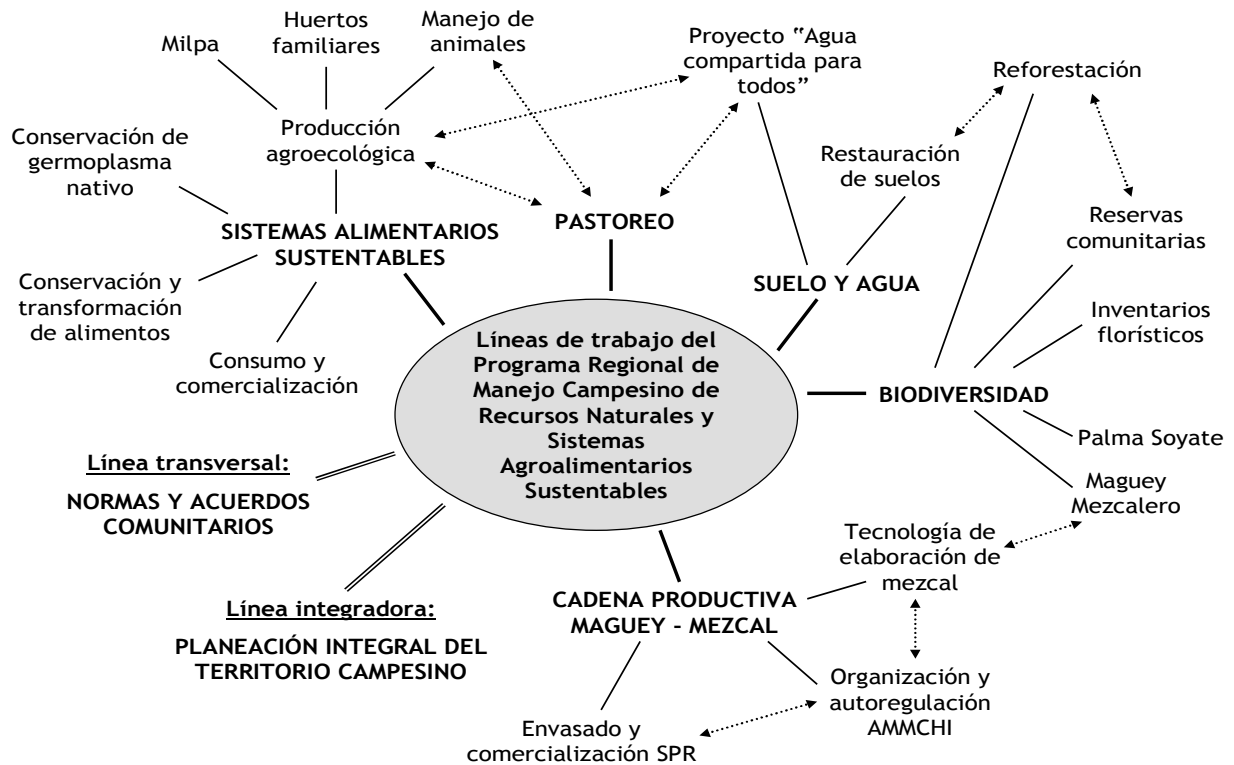 Milpa
Huertos
familiares
Manejo de
animales
Proyecto “Agua
compartida para
todos”
Reforestación
Conservación de
germoplasma
nativo
Producción
agroecológica
Restauración
de suelos
SISTEMAS ALIMENTARIOS
SUSTENTABLES
PASTOREO
Reservas
comunitarias
SUELO Y AGUA
Conservación y
transformación
de alimentos
Inventarios
florísticos
Consumo y
comercialización
Líneas de trabajo del
Programa Regional de
Manejo Campesino de
Recursos Naturales y
Sistemas
Agroalimentarios
Sustentables
BIODIVERSIDAD
Palma Soyate
Maguey
Mezcalero
Línea transversal:
NORMAS Y ACUERDOS
COMUNITARIOS
Tecnología de
elaboración de
mezcal
Línea integradora:
PLANEACIÓN INTEGRAL DEL
TERRITORIO CAMPESINO
CADENA PRODUCTIVA
MAGUEY - MEZCAL
Organización y
autoregulación
AMMCHI
Envasado y
comercialización SPR